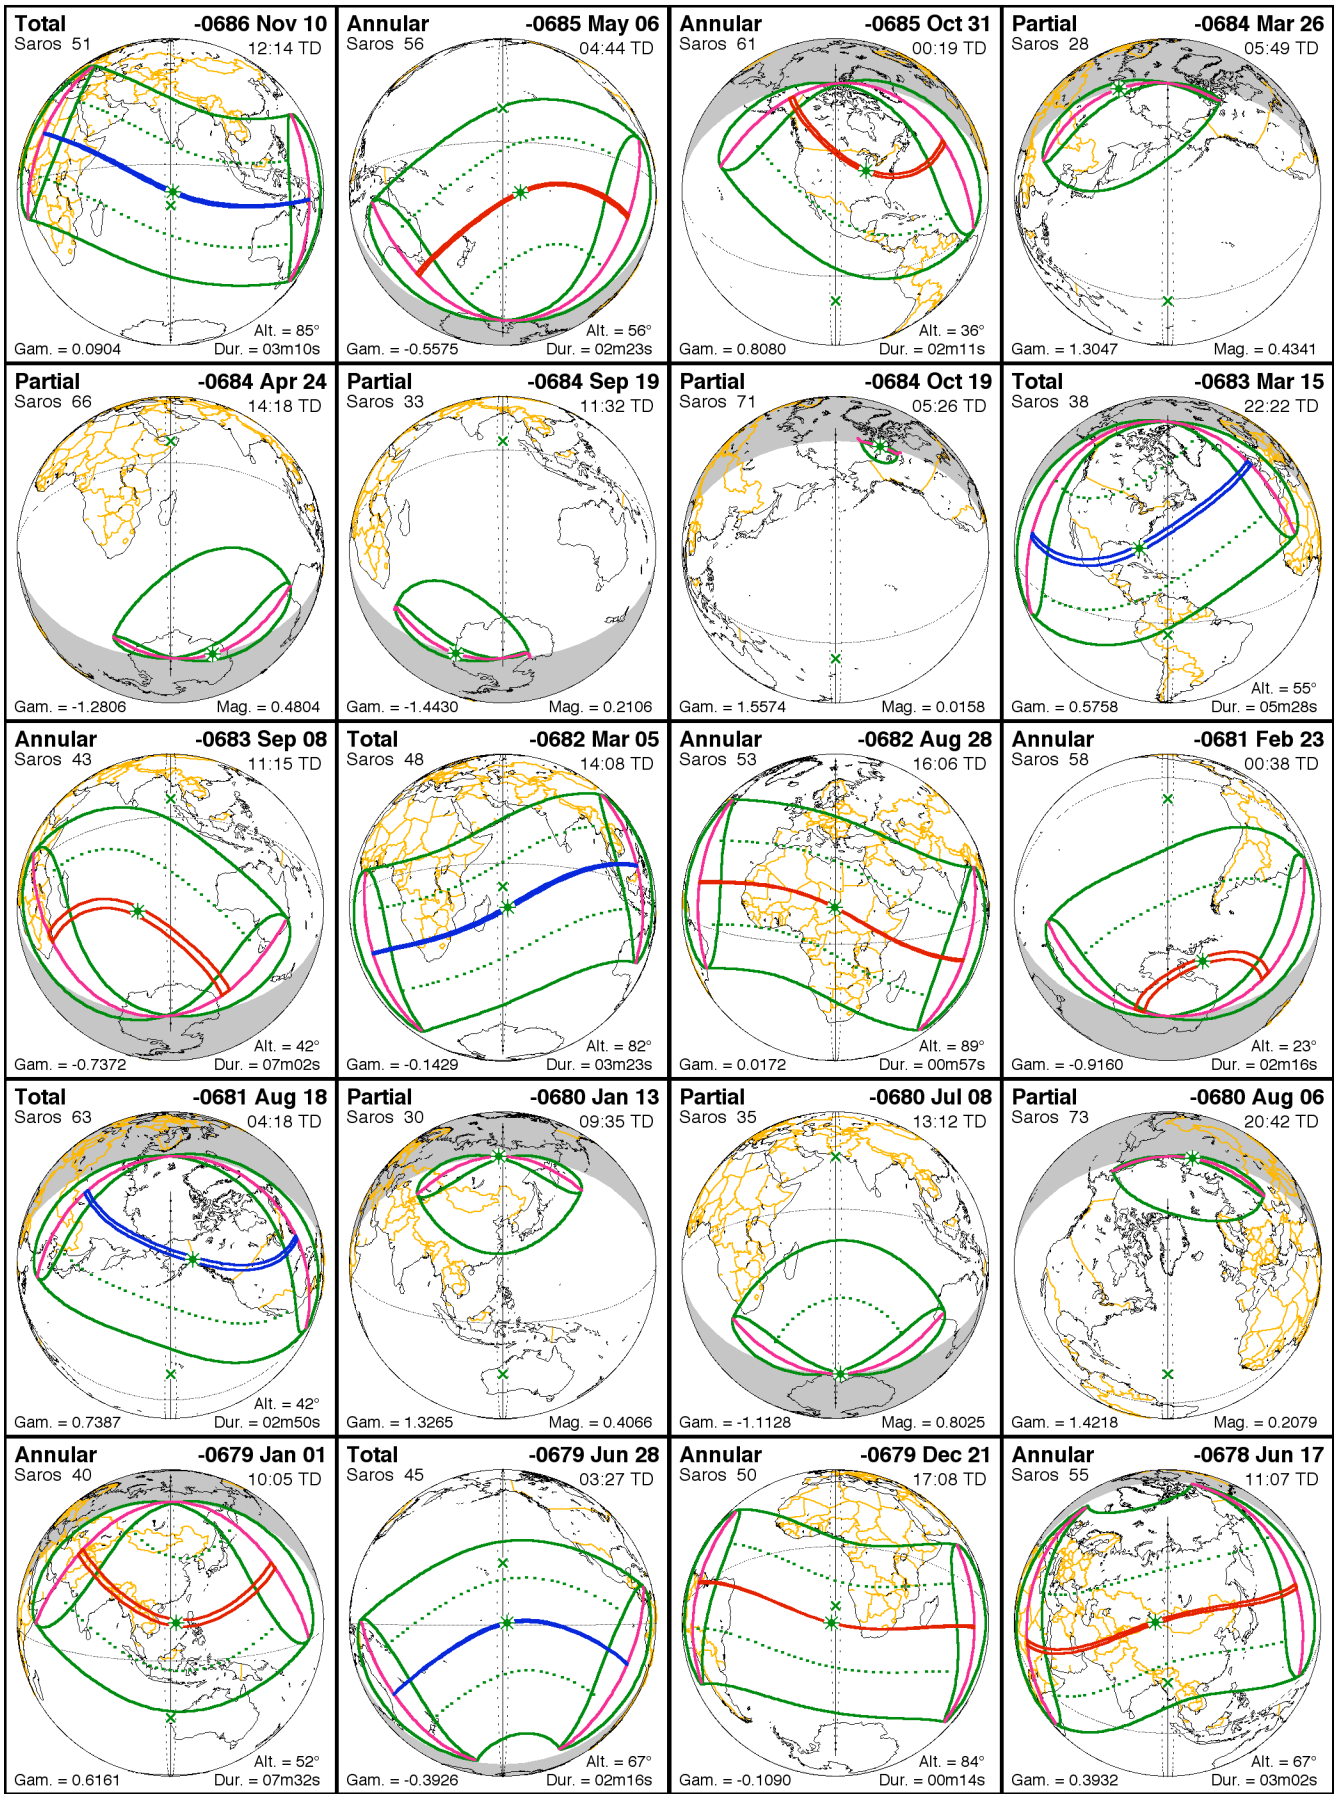 Total -0686 Nov 10
Saros 51 12:14 TD
Alt. = 85°
Gam. = 0.0904 Dur. = 03m10s
Annular -0685 May 06
Saros 56 04:44 TD
Alt. = 56°
Gam. = -0.5575 Dur. = 02m23s
Annular -0685 Oct 31
Saros 61 00:19 TD
Alt. = 36°
Gam. = 0.8080 Dur. = 02m11s
Partial -0684 Mar 26
Saros 28 05:49 TD
Gam. = 1.3047 Mag. = 0.4341
Partial -0684 Apr 24
Saros 66 14:18 TD
Gam. = -1.2806 Mag. = 0.4804
Partial -0684 Sep 19
Saros 33 11:32 TD
Gam. = -1.4430 Mag. = 0.2106
Partial -0684 Oct 19
Saros 71 05:26 TD
Gam. = 1.5574 Mag. = 0.0158
Total -0683 Mar 15
Saros 38 22:22 TD
Alt. = 55°
Gam. = 0.5758 Dur. = 05m28s
Annular -0683 Sep 08
Saros 43 11:15 TD
Alt. = 42°
Gam. = -0.7372 Dur. = 07m02s
Total -0682 Mar 05
Saros 48 14:08 TD
Alt. = 82°
Gam. = -0.1429 Dur. = 03m23s
Annular -0682 Aug 28
Saros 53 16:06 TD
Alt. = 89°
Gam. = 0.0172 Dur. = 00m57s
Annular -0681 Feb 23
Saros 58 00:38 TD
Alt. = 23°
Gam. = -0.9160 Dur. = 02m16s
Total -0681 Aug 18
Saros 63 04:18 TD
Alt. = 42°
Gam. = 0.7387 Dur. = 02m50s
Partial -0680 Jan 13
Saros 30 09:35 TD
Gam. = 1.3265 Mag. = 0.4066
Partial -0680 Jul 08
Saros 35 13:12 TD
Gam. = -1.1128 Mag. = 0.8025
Partial -0680 Aug 06
Saros 73 20:42 TD
Gam. = 1.4218 Mag. = 0.2079
Annular -0679 Jan 01
Saros 40 10:05 TD
Alt. = 52°
Gam. = 0.6161 Dur. = 07m32s
Total -0679 Jun 28
Saros 45 03:27 TD
Alt. = 67°
Gam. = -0.3926 Dur. = 02m16s
Annular -0679 Dec 21
Saros 50 17:08 TD
Alt. = 84°
Gam. = -0.1090 Dur. = 00m14s
Annular -0678 Jun 17
Saros 55 11:07 TD
Alt. = 67°
Gam. = 0.3932 Dur. = 03m02s